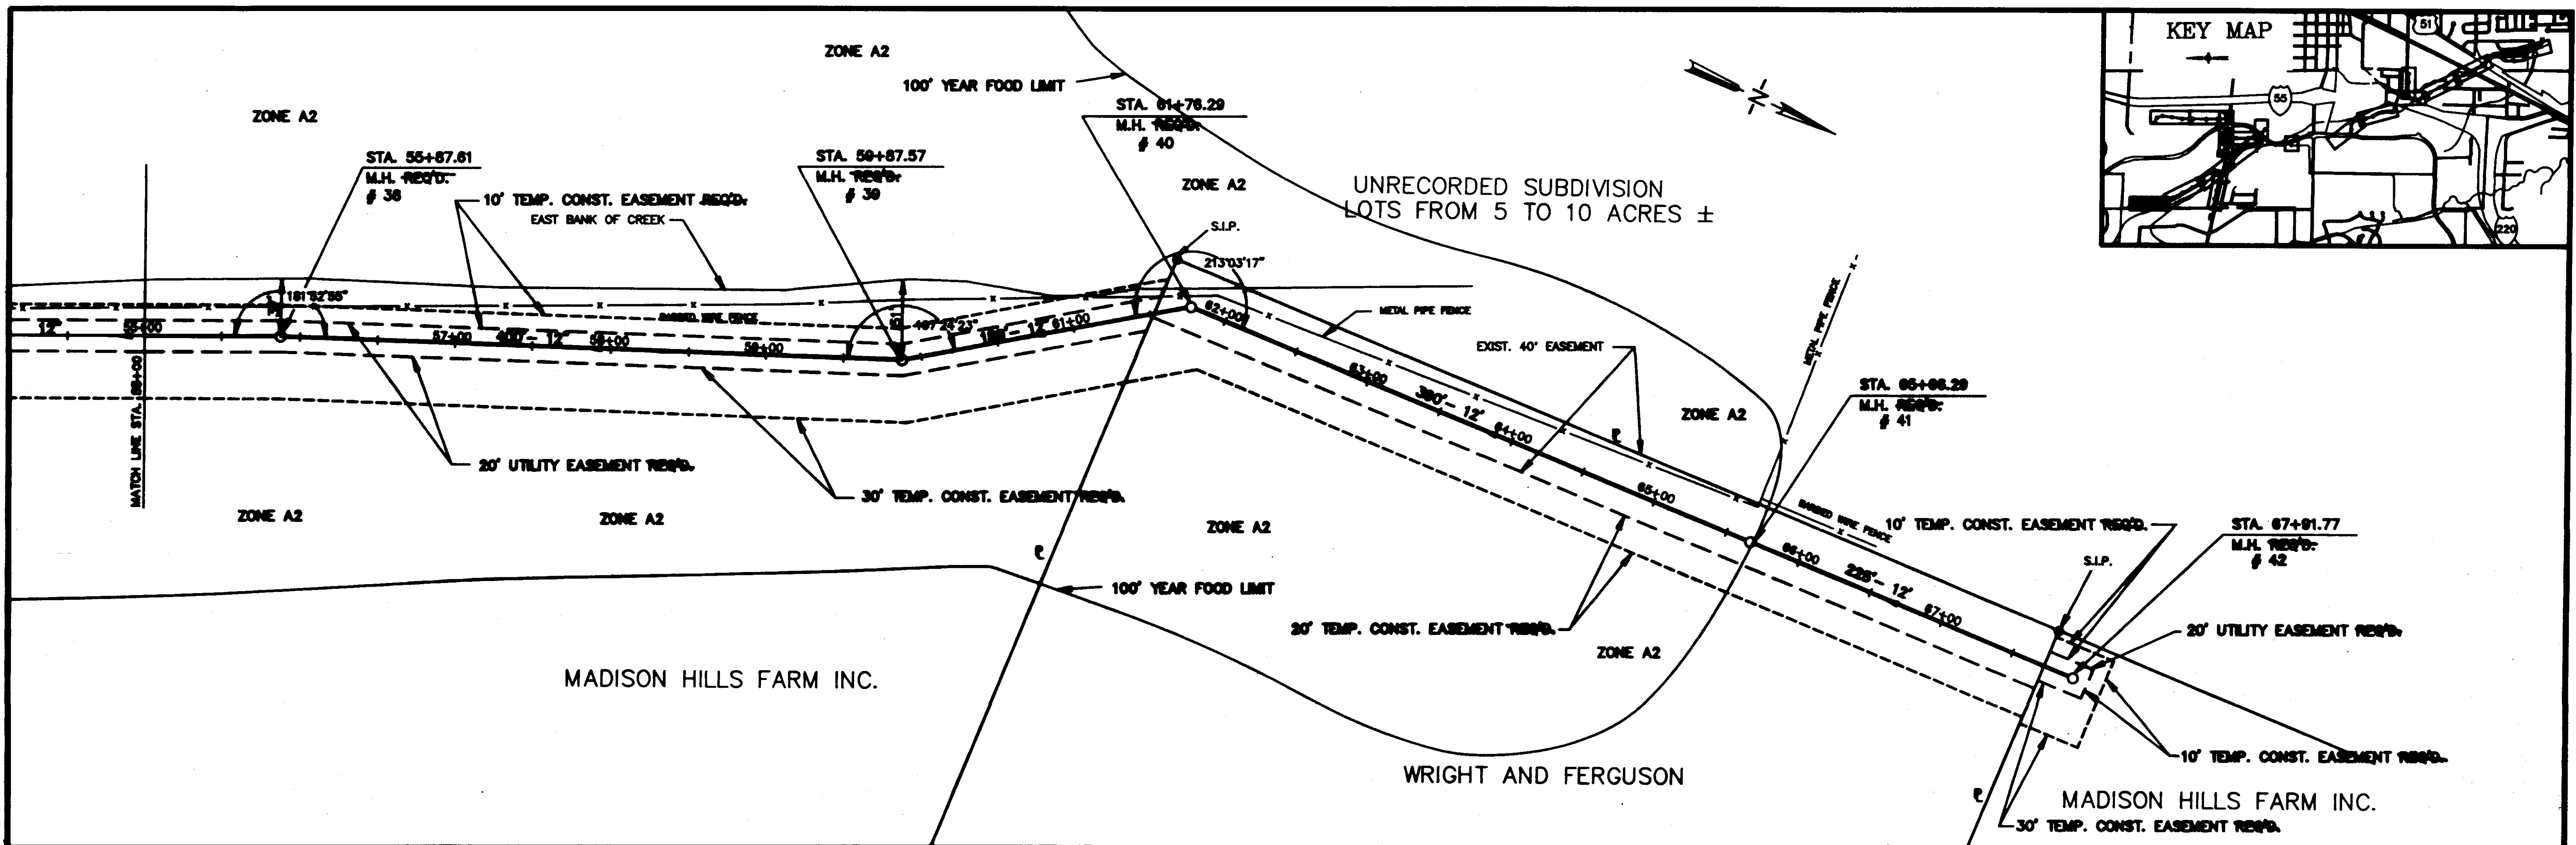 ZONE A2
100' YEAR FOOD LIMIT
ZONE A2
KEY MAP
51
55
220
N
STA. 61+76.29
M.H. REQ'D.
# 40
STA. 55+87.61
M.H. REQ'D.
# 38
STA. 59+87.57
M.H. REQ'D.
# 39
10' TEMP. CONST. EASEMENT REQ'D.
EAST BANK OF CREEK
ZONE A2
UNRECORDED SUBDIVISION
LOTS FROM 5 TO 10 ACRES ±
S.I.P.
213°03'17"
181°52'55"
BARBED WIRE FENCE
12"
55+00
57+00
400'- 12"
58+00
59+00
61+00
62+00
METAL PIPE FENCE
METAL PIPE FENCE
EXIST. 40' EASEMENT
63+00
390'- 12"
64+00
ZONE A2
STA. 65+66.29
M.H. REQ'D.
# 41
MATCH LINE STA. 55+00
20' UTILITY EASEMENT REQ'D.
30' TEMP. CONST. EASEMENT REQ'D.
65+00
BARBED WIRE FENCE
10' TEMP. CONST. EASEMENT REQ'D.
STA. 67+91.77
M.H. REQ'D.
# 42
ZONE A2
ZONE A2
ZONE A2
66+00
225'- 12"
67+00
S.I.P.
100' YEAR FOOD LIMIT
20' TEMP. CONST. EASEMENT REQ'D.
20' UTILITY EASEMENT REQ'D.
ZONE A2
MADISON HILLS FARM INC.
10' TEMP. CONST. EASEMENT REQ'D.
WRIGHT AND FERGUSON
MADISON HILLS FARM INC.
30' TEMP. CONST. EASEMENT REQ'D.